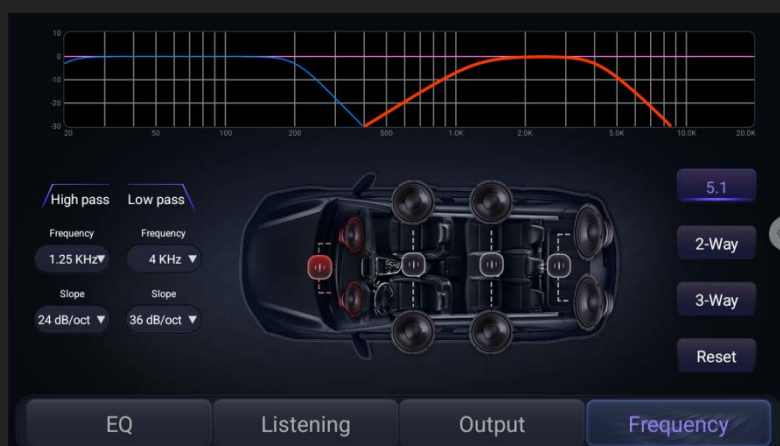 10
0
-10
-20
-30
20 50 100 200 500 1.0K 2.0K 5.0K 10.0K 20.0K
High pass Low pass
Frequency Frequency
1.25 KHz▼ 4 KHz ▼
Slope Slope
24 dB/oct ▼ 36 dB/oct ▼
5.1
2-Way
3-Way
Reset
EQ Listening Output Frequency